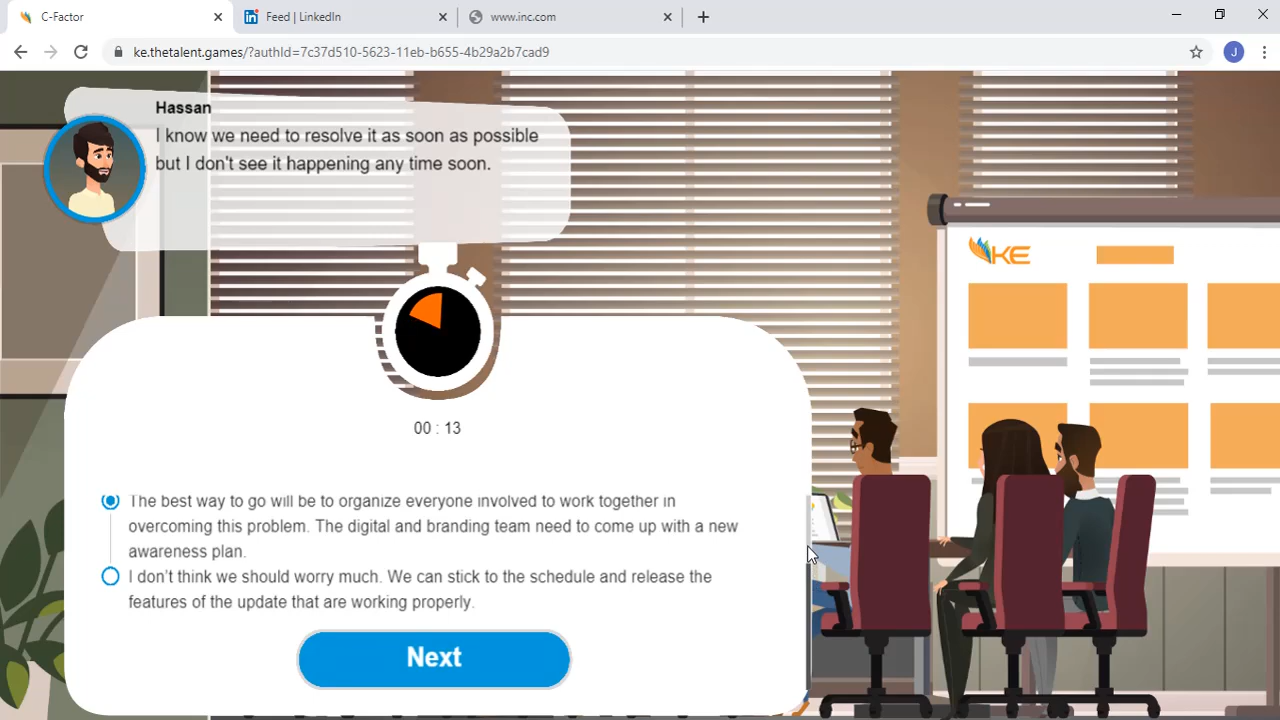 C-Factor
Feed | LinkedIn
www.inc.com
ke.thetalent.games/?authId=7c37d510-5623-11eb-b655-4b29a2b7cad9
J
Hassan
I know we need to resolve it as soon as possible
but I don't see it happening any time soon.
KE
00 : 13
The best way to go will be to organize everyone involved to work together in
overcoming this problem. The digital and branding team need to come up with a new
awareness plan.
I don't think we should worry much. We can stick to the schedule and release the
features of the update that are working properly.
Next